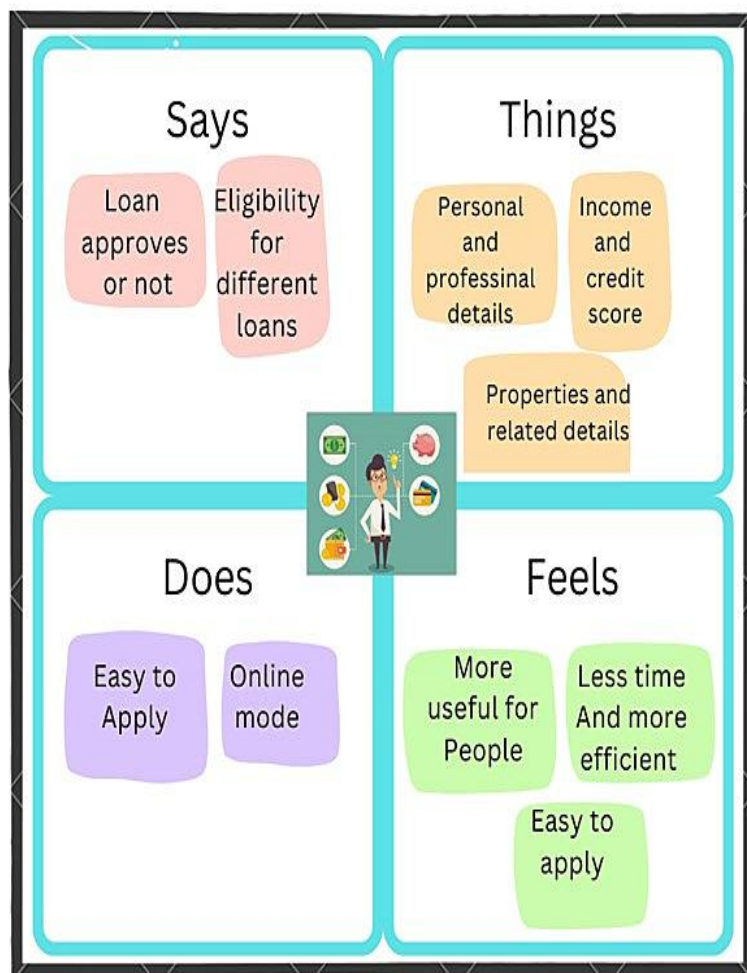 Says
Loan
approves
or not
Eligibility
for
different
loans
Things
Personal
and
professinal
details
Income
and
credit
score
Properties and
related details
Does
Easy to
Apply
Online
mode
Feels
More
useful for
People
Less time
And more
efficient
Easy to
apply